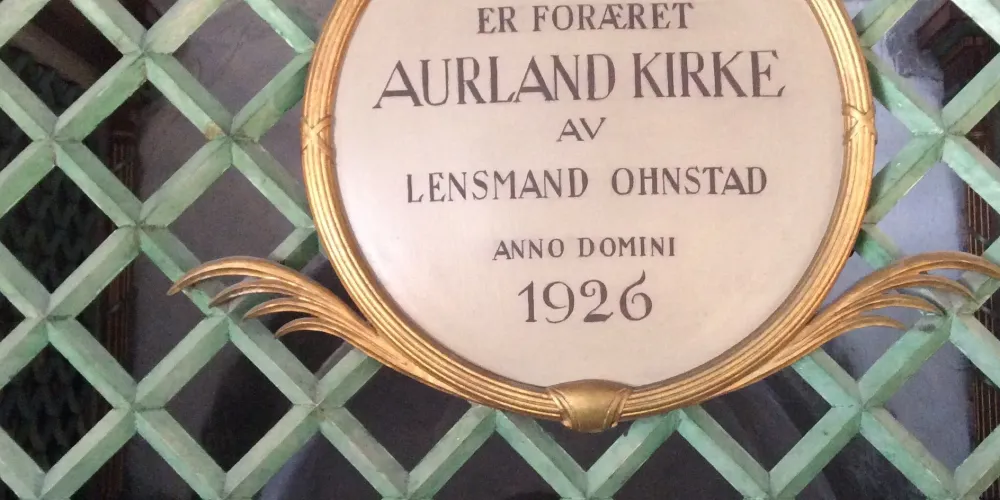 ER FORÆRET
AURLAND KIRKE
AV
LENSMAND OHNSTAD
ANNO DOMINI
1926